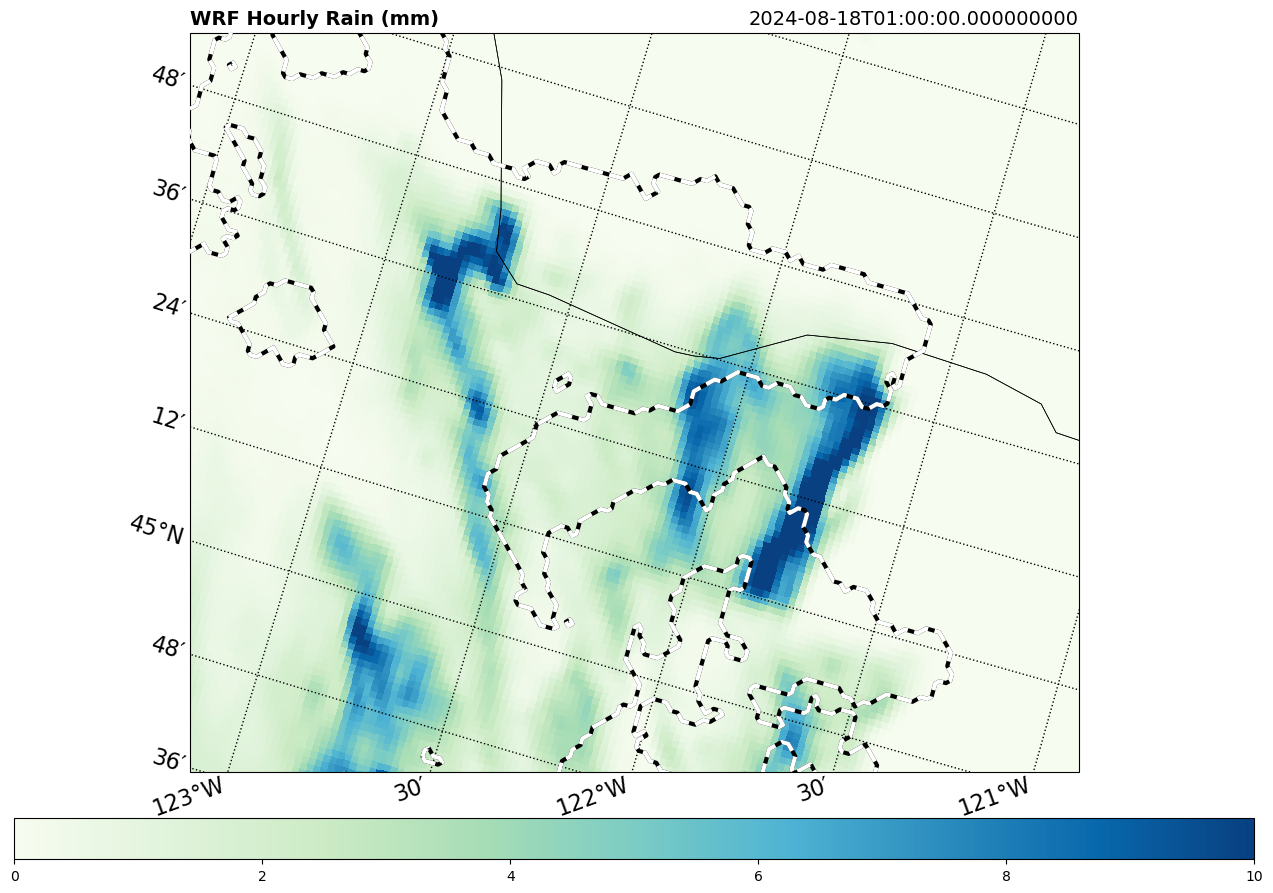 WRF Hourly Rain (mm) 2024-08-18T01:00:00.000000000
48′
36′
24′
12′
45°N
48′
36′
123°W 30′ 122°W 30′ 121°W
0 2 4 6 8 10